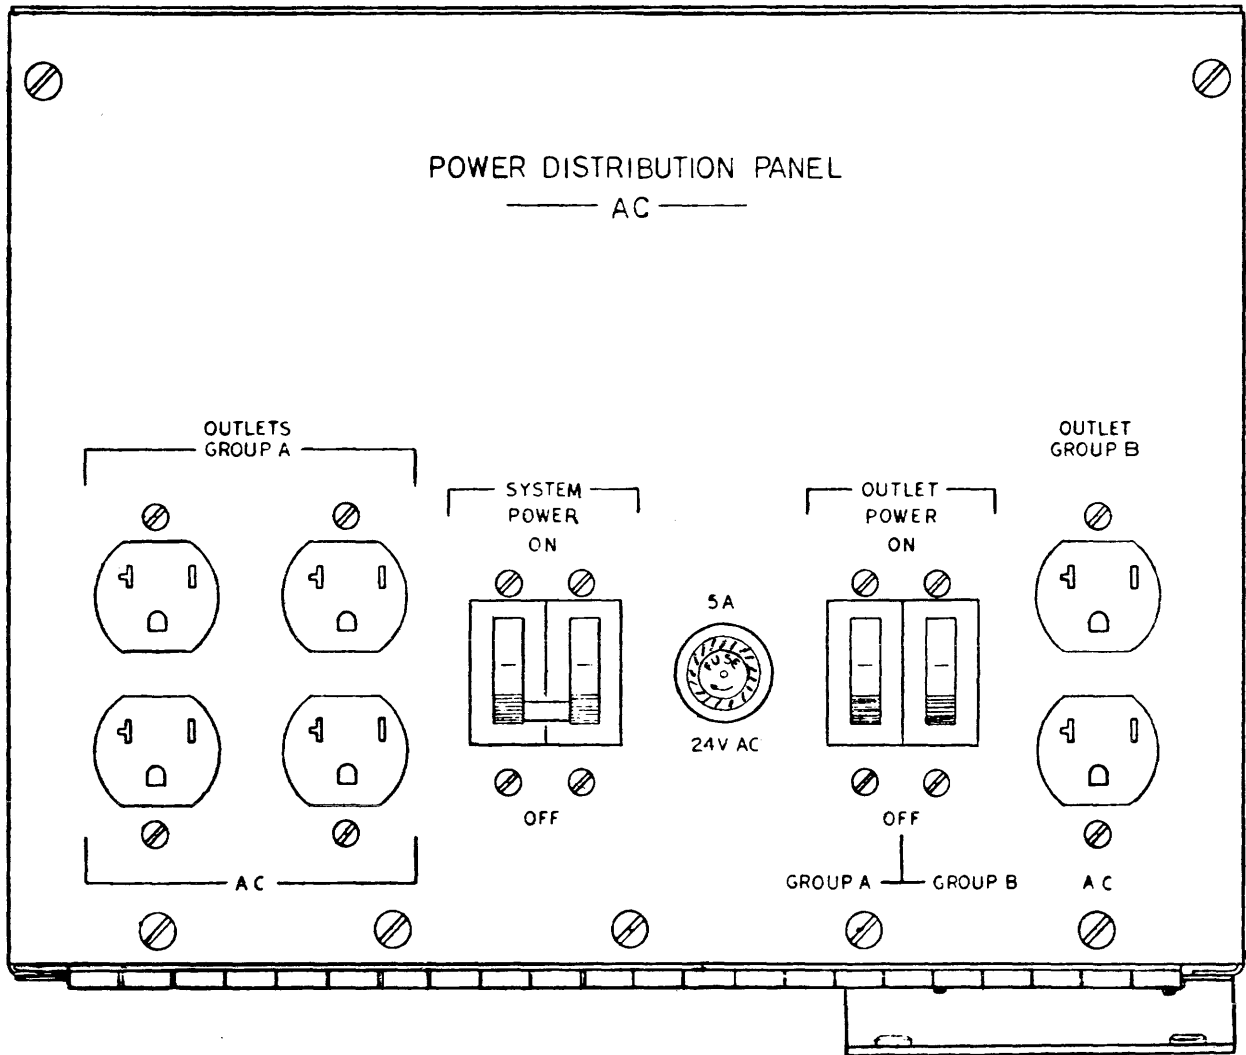 POWER DISTRIBUTION PANEL
AC
OUTLETS
GROUP A
SYSTEM
POWER
ON
OFF
5A
FUSE
24V AC
OUTLET
POWER
ON
OFF
GROUP A
GROUP B
OUTLET
GROUP B
AC
AC